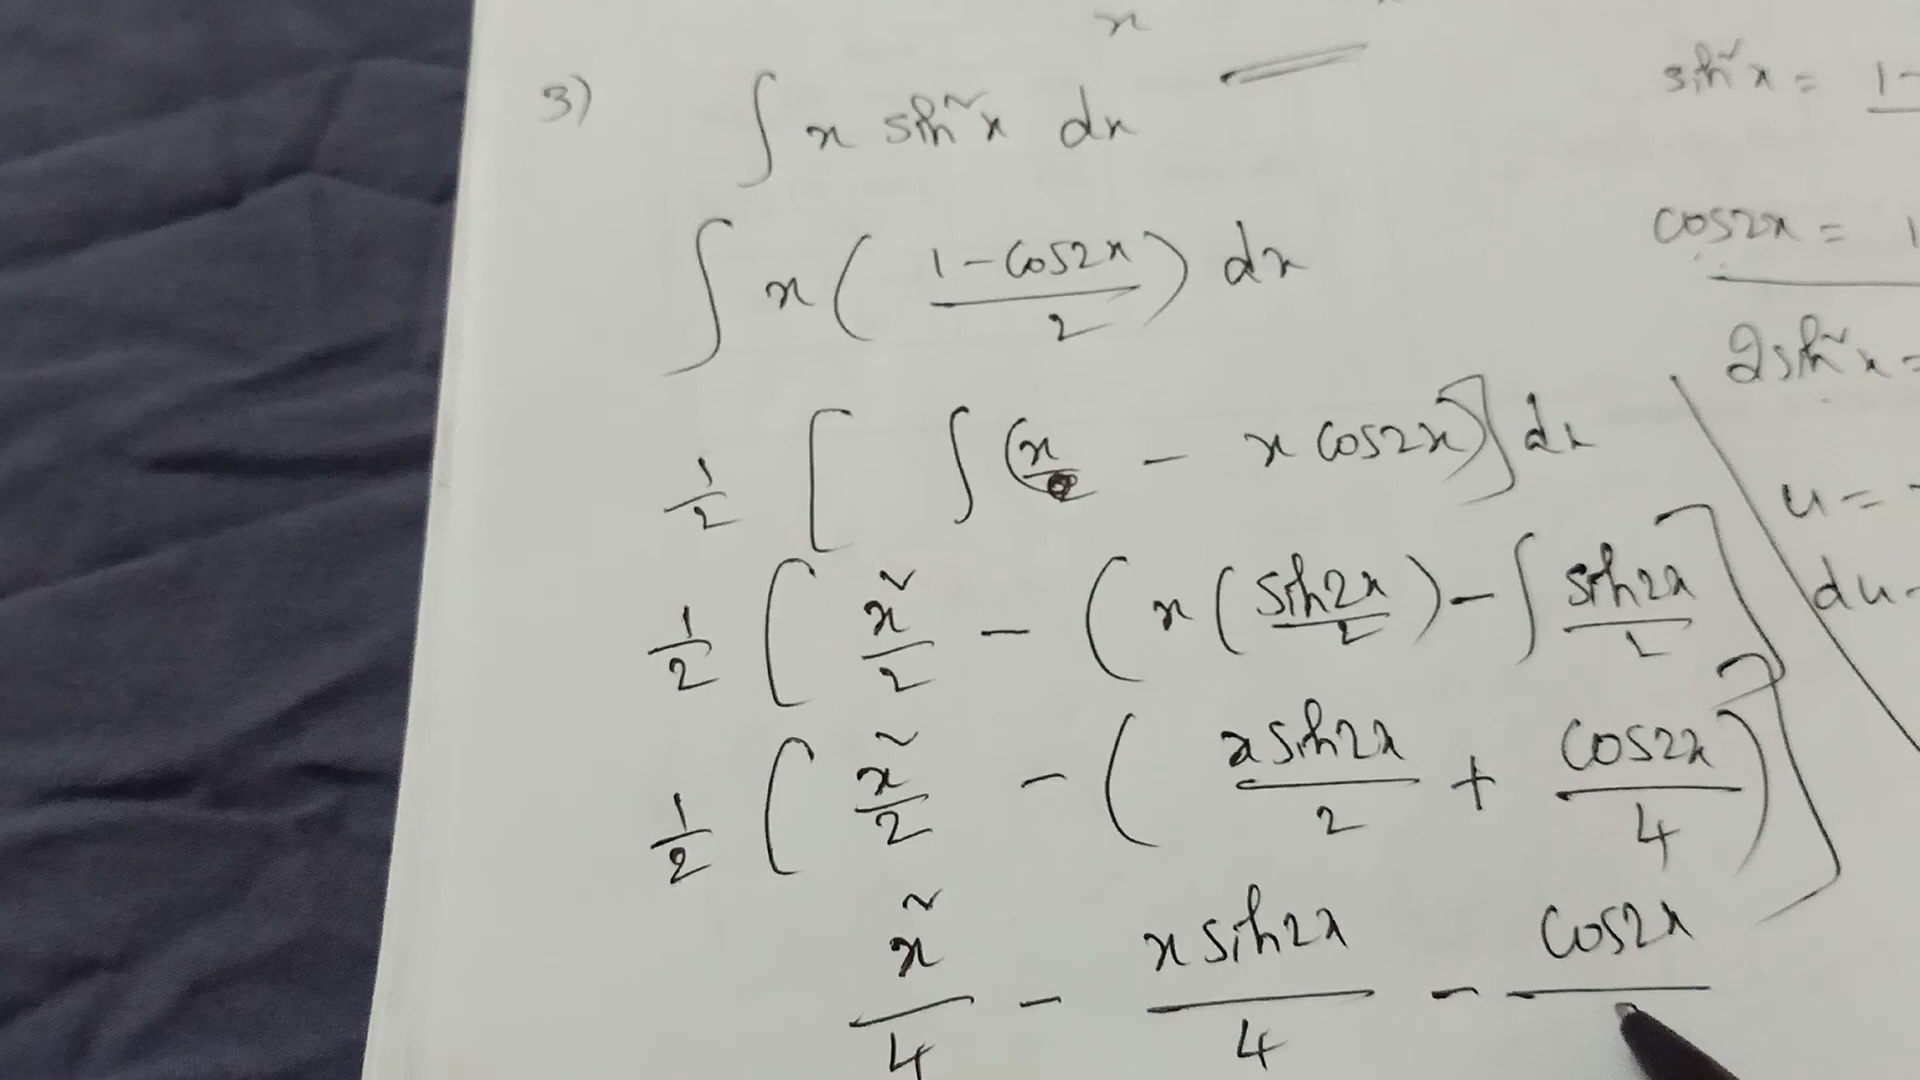 x
3) ∫ x sin²x dx
sin²x = 1-
∫ x ( (1-cos2x)/2 ) dx
cos2x = 1
2sin²x =
1/2 [ ∫ (x - x cos2x) ] dx
u =
1/2 ( x²/2 - ( x ( sin2x/2 ) - ∫ sin2x/2 ]
du -
1/2 ( x²/2 - ( x sin2x/2 + cos2x/4 ) ]
x²/4 - x sin2x/4 - cos2x/